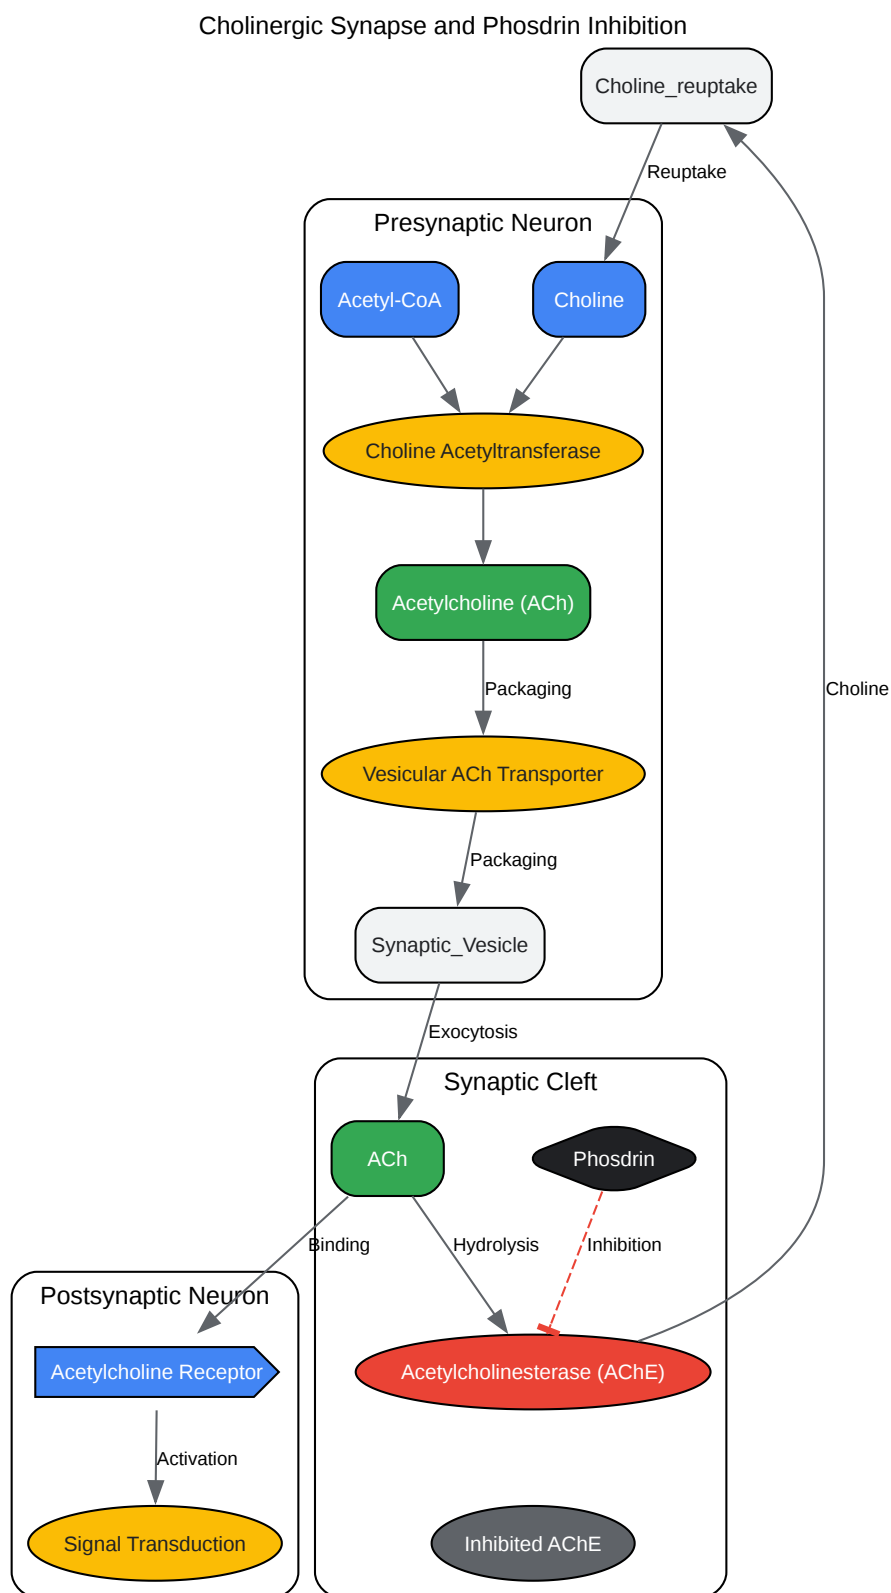 Cholinergic Synapse and Phosdrin Inhibition
Choline_reuptake
Reuptake
Presynaptic Neuron
Acetyl-CoA
Choline
Choline Acetyltransferase
Acetylcholine (ACh)
Packaging
Choline
Vesicular ACh Transporter
Packaging
Synaptic_Vesicle
Exocytosis
Synaptic Cleft
ACh
Phosdrin
Binding
Hydrolysis
Inhibition
Postsynaptic Neuron
Acetylcholine Receptor
Acetylcholinesterase (AChE)
Activation
Signal Transduction
Inhibited AChE